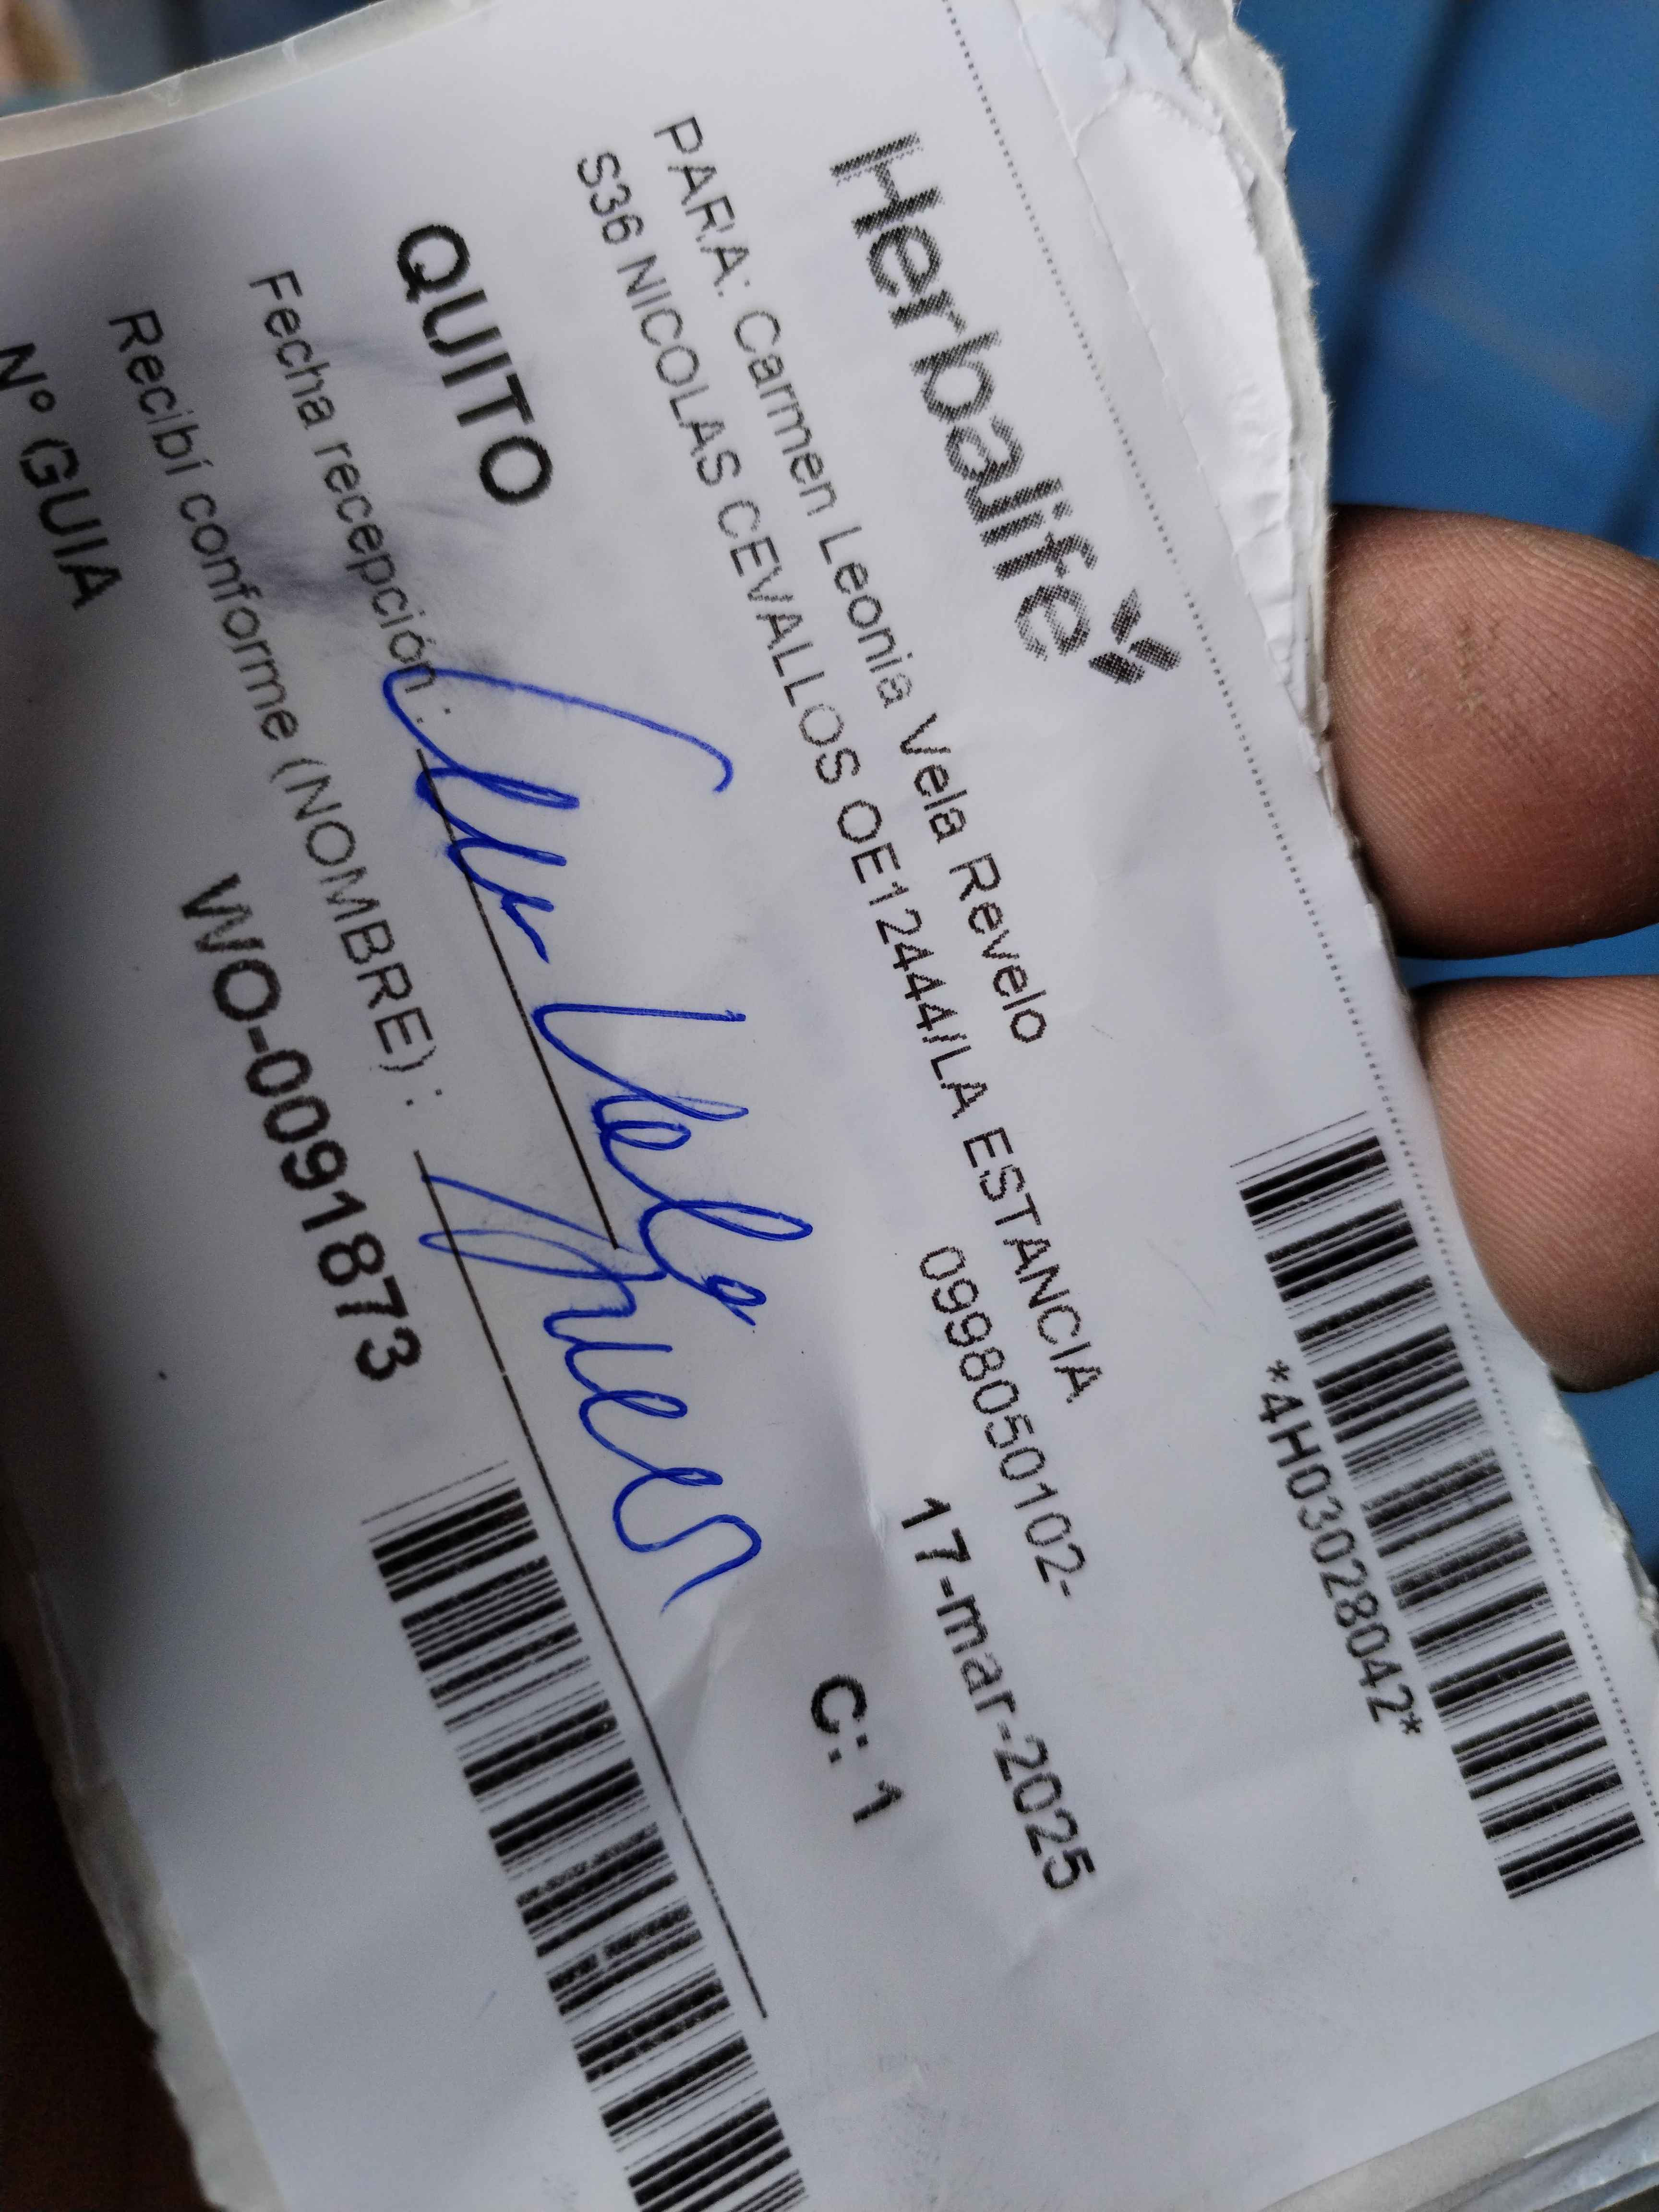 *4H03028042*
Herbalife
17-mar-2025
PARA: Carmen Leonia Vela Revelo 0998050102-
S36 NICOLAS CEVALLOS OE12444/LA ESTANCIA
C: 1
QUITO
Fecha recepción :
Vela
Recibí conforme (NOMBRE) :
N° GUIA WO-0091873